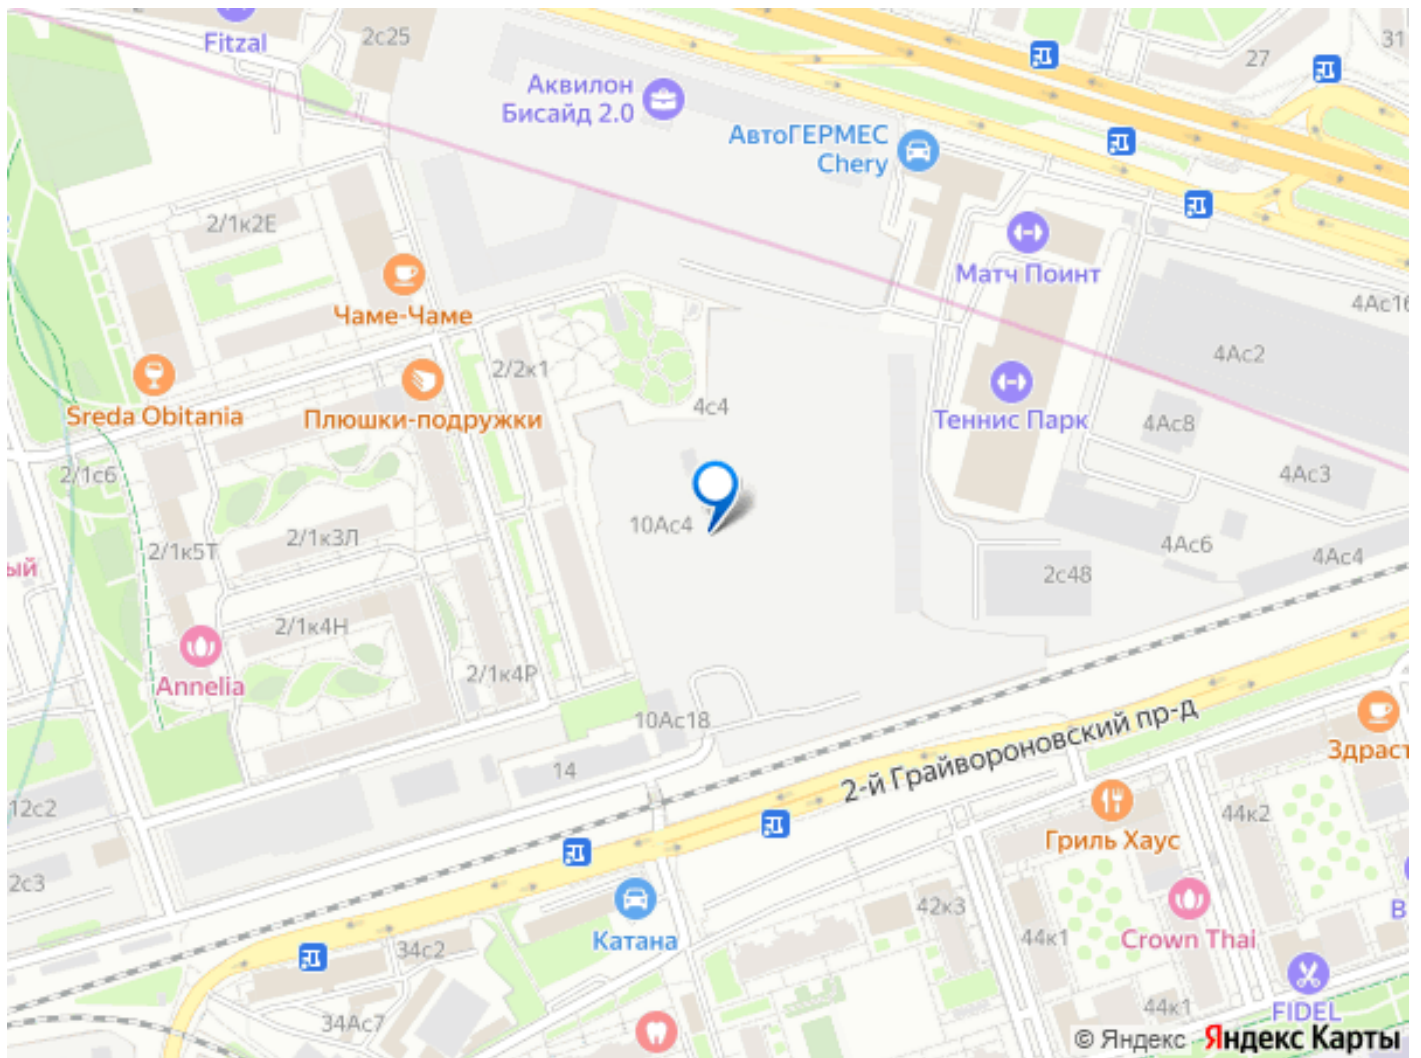 Fitzal
2с25
Аквилон
Бисайд 2.0
АвтоГЕРМЕС
Chery
27
31
2/1к2Е
Матч Поинт
Чаме-Чаме
4Ас16
4Ас2
2/2к1
Sreda Obitania
Плюшки-подружки
4с4
Теннис Парк
4Ас8
2/1с6
4Ас3
10Ас4
2/1к3Л
2/1к5Т
4Ас6
4Ас4
ый
2с48
2/1к4Н
2/1к4Р
Annelia
10Ас18
2-й Грайвороновский пр-д
Здраст
14
12с2
44к2
Гриль Хаус
2с3
42к3
В
Катана
34с2
44к1
Crown Thai
44к1
FIDEL
34Ас7
© Яндекс Яндекс Карты